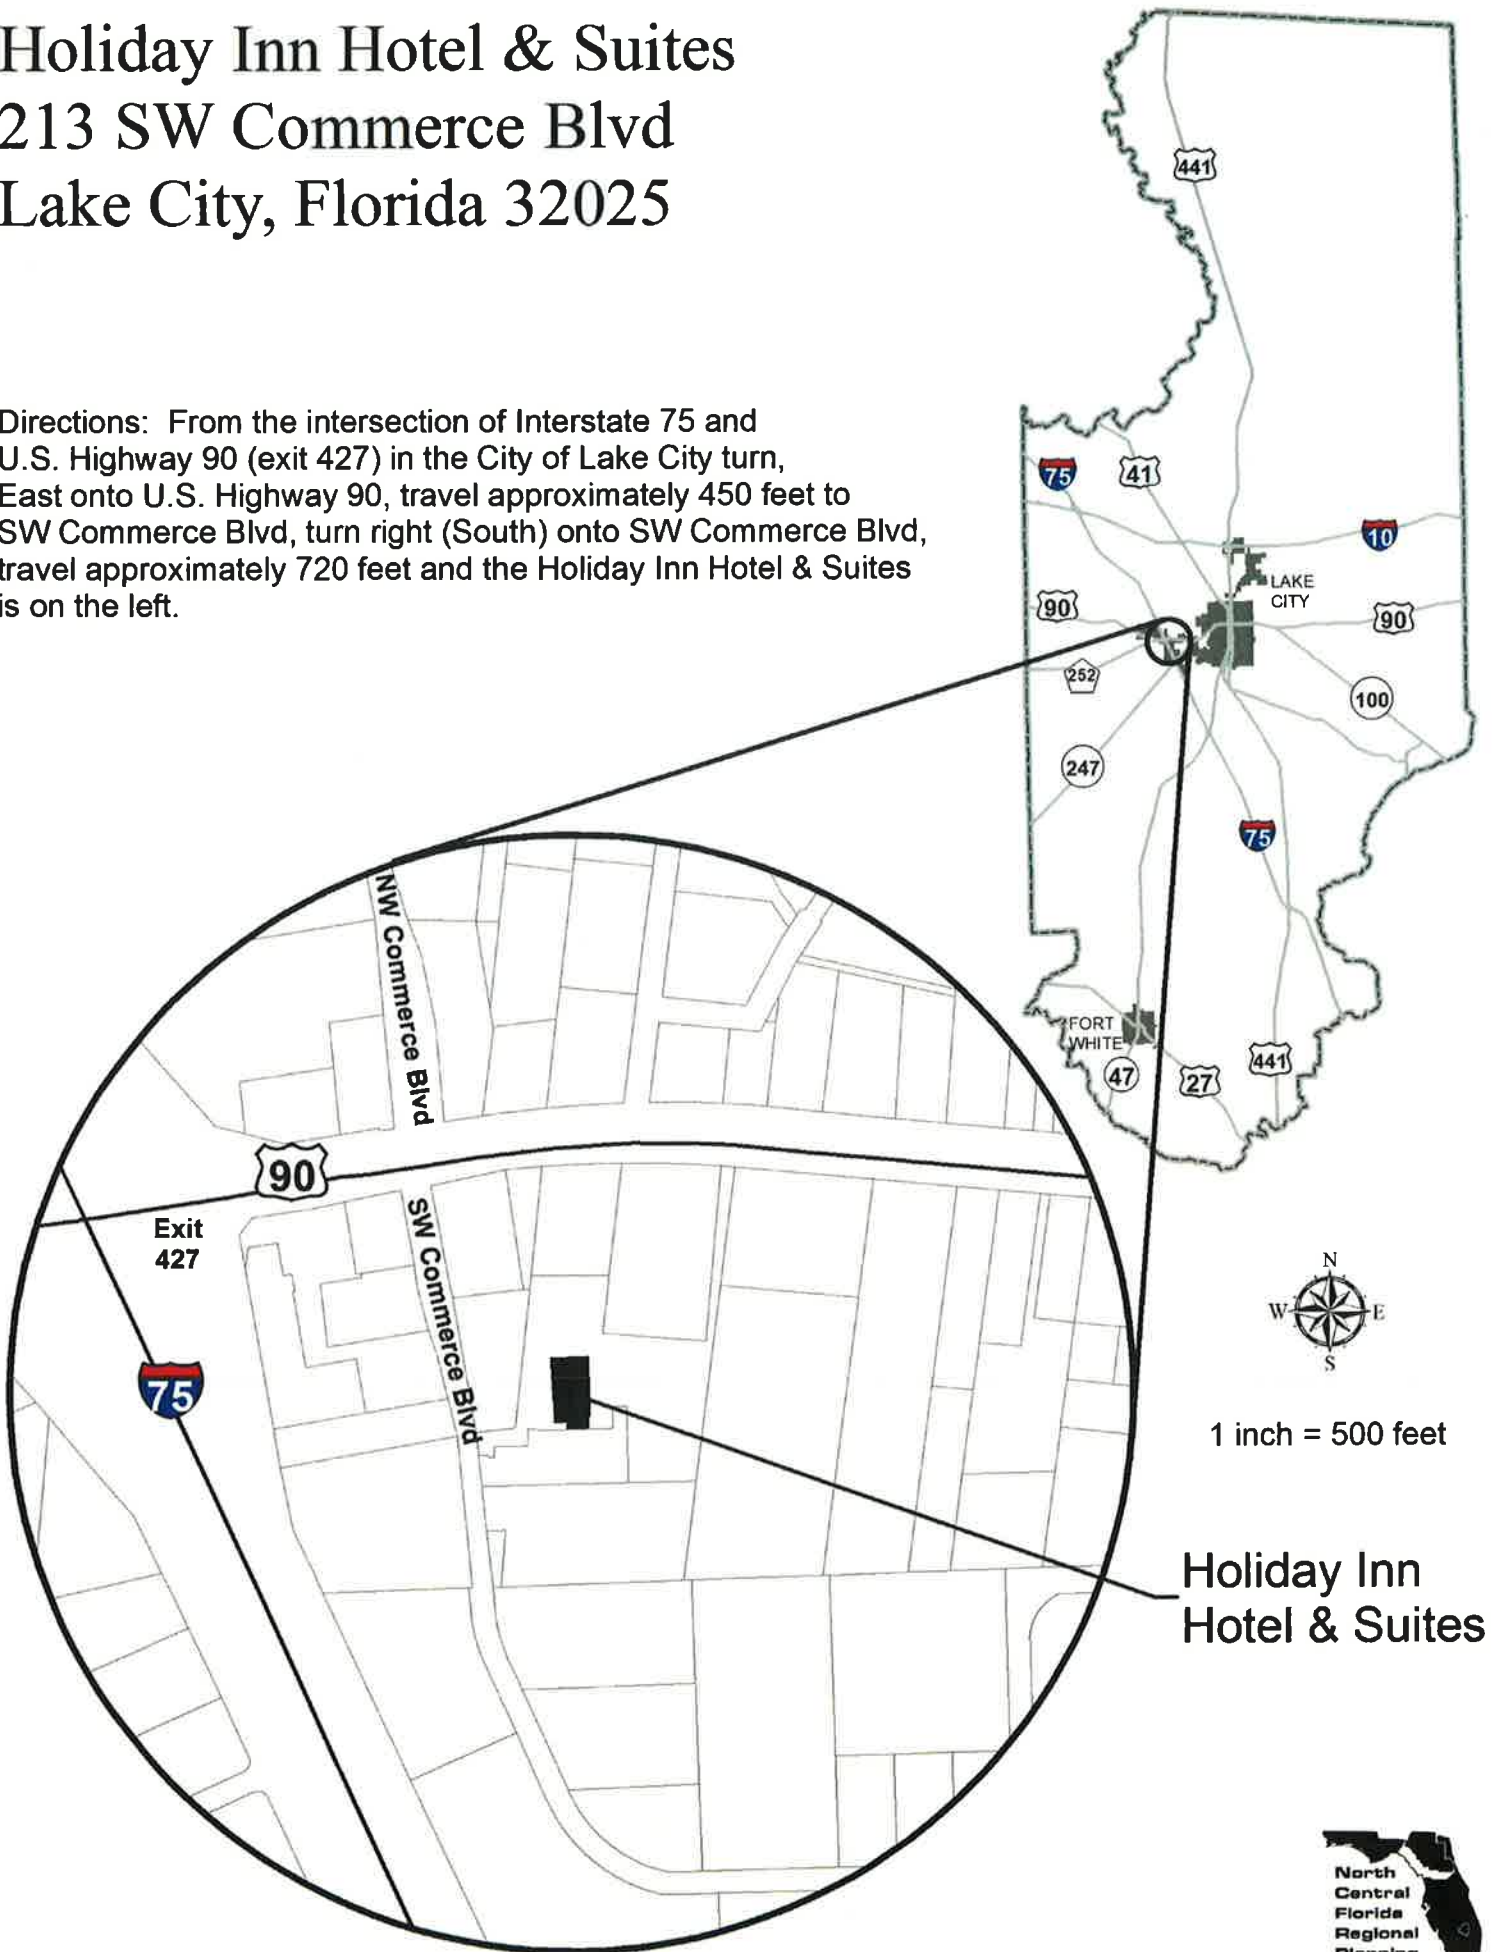 Holiday Inn Hotel & Suites
213 SW Commerce Blvd
Lake City, Florida 32025
Directions: From the intersection of Interstate 75 and
U.S. Highway 90 (exit 427) in the City of Lake City turn,
East onto U.S. Highway 90, travel approximately 450 feet to
SW Commerce Blvd, turn right (South) onto SW Commerce Blvd,
travel approximately 720 feet and the Holiday Inn Hotel & Suites
is on the left.
441
75
41
10
LAKE
CITY
90
90
252
100
247
75
FORT
WHITE
47
27
441
NW Commerce Blvd
90
Exit
427
SW Commerce Blvd
75
N
W
E
S
1 inch = 500 feet
Holiday Inn
Hotel & Suites
North
Central
Florida
Regional
Planning